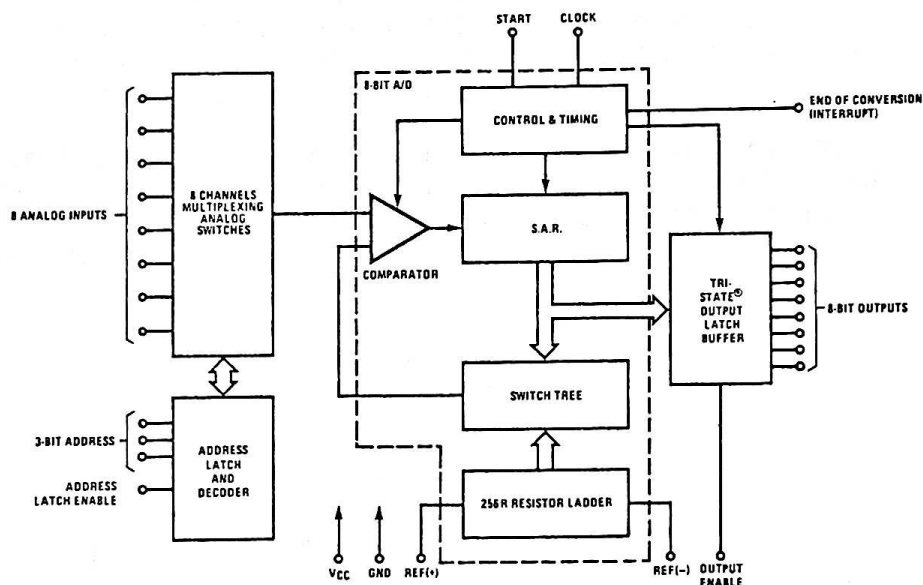 START
CLOCK
8-BIT A/D
CONTROL & TIMING
END OF CONVERSION
(INTERRUPT)
8 ANALOG INPUTS
8 CHANNELS
MULTIPLEXING
ANALOG
SWITCHES
COMPARATOR
S.A.R.
TRI-
STATE®
OUTPUT
LATCH
BUFFER
8-BIT OUTPUTS
SWITCH TREE
3-BIT ADDRESS
ADDRESS
LATCH ENABLE
ADDRESS
LATCH
AND
DECODER
256R RESISTOR LADDER
VCC
GND
REF(+)
REF(−)
OUTPUT
ENABLE